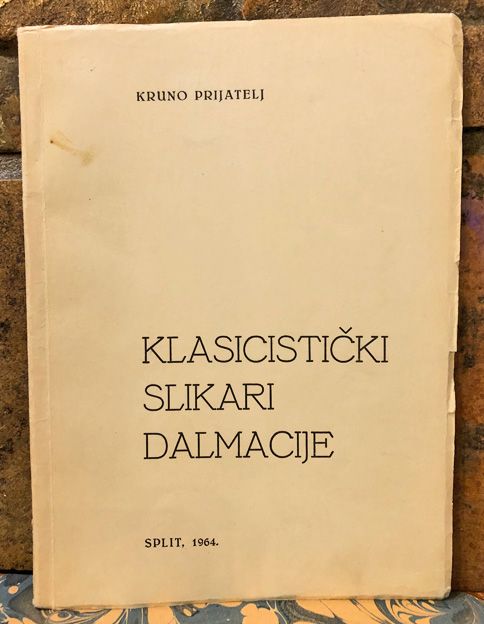 KRUNO PRIJATELJ
KLASICISTIČKI
SLIKARI
DALMACIJE
SPLIT, 1964.